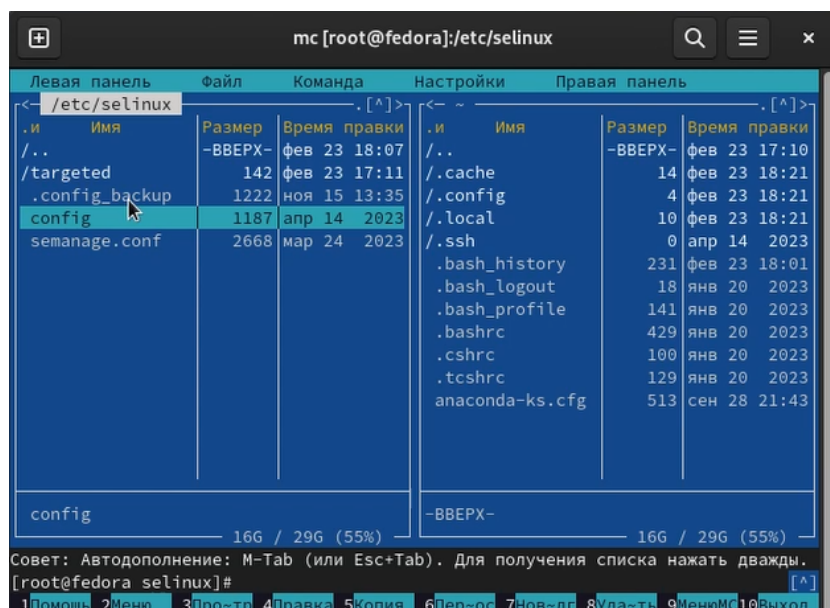 mc [root@fedora]:/etc/selinux
Левая панель Файл Команда Настройки Правая панель
<— /etc/selinux .[^]> <— ~ .[^]>
.и Имя Размер Время правки .и Имя Размер Время правки
/.. -ВВЕРХ- фев 23 18:07 /.. -ВВЕРХ- фев 23 17:10
/targeted 142 фев 23 17:11 /.cache 14 фев 23 18:21
.config_backup 1222 ноя 15 13:35 /.config 4 фев 23 18:21
config 1187 апр 14 2023 /.local 10 фев 23 18:21
semanage.conf 2668 мар 24 2023 /.ssh 0 апр 14 2023
.bash_history 231 фев 23 18:01
.bash_logout 18 янв 20 2023
.bash_profile 141 янв 20 2023
.bashrc 429 янв 20 2023
.cshrc 100 янв 20 2023
.tcshrc 129 янв 20 2023
anaconda-ks.cfg 513 сен 28 21:43
config -ВВЕРХ-
16G / 29G (55%) 16G / 29G (55%)
Совет: Автодополнение: M-Tab (или Esc+Tab). Для получения списка нажать дважды.
[root@fedora selinux]# [^]
1Помощь 2Меню 3Про~тр 4Правка 5Копия 6Пер~ос 7Нов~лг 8Уда~ть 9МенюMC 10Выход